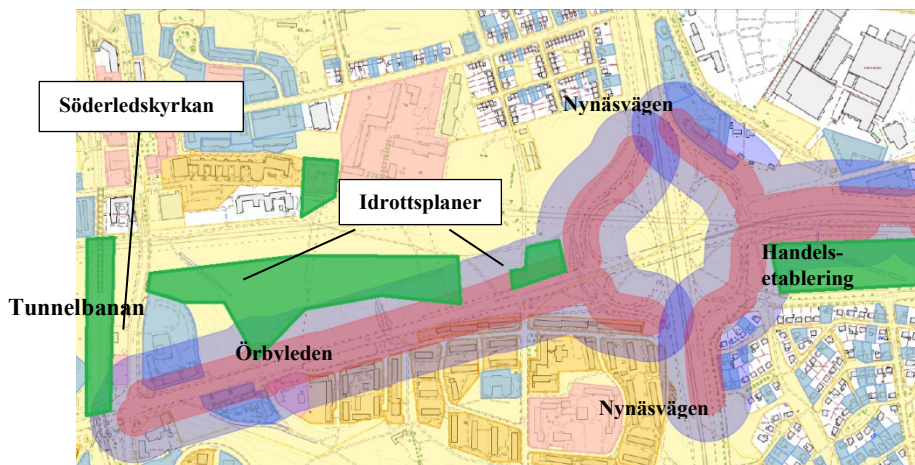 Söderledskyrkan
Nynäsvägen
Idrottsplaner
Handels-
etablering
Tunnelbanan
Örbyleden
Nynäsvägen